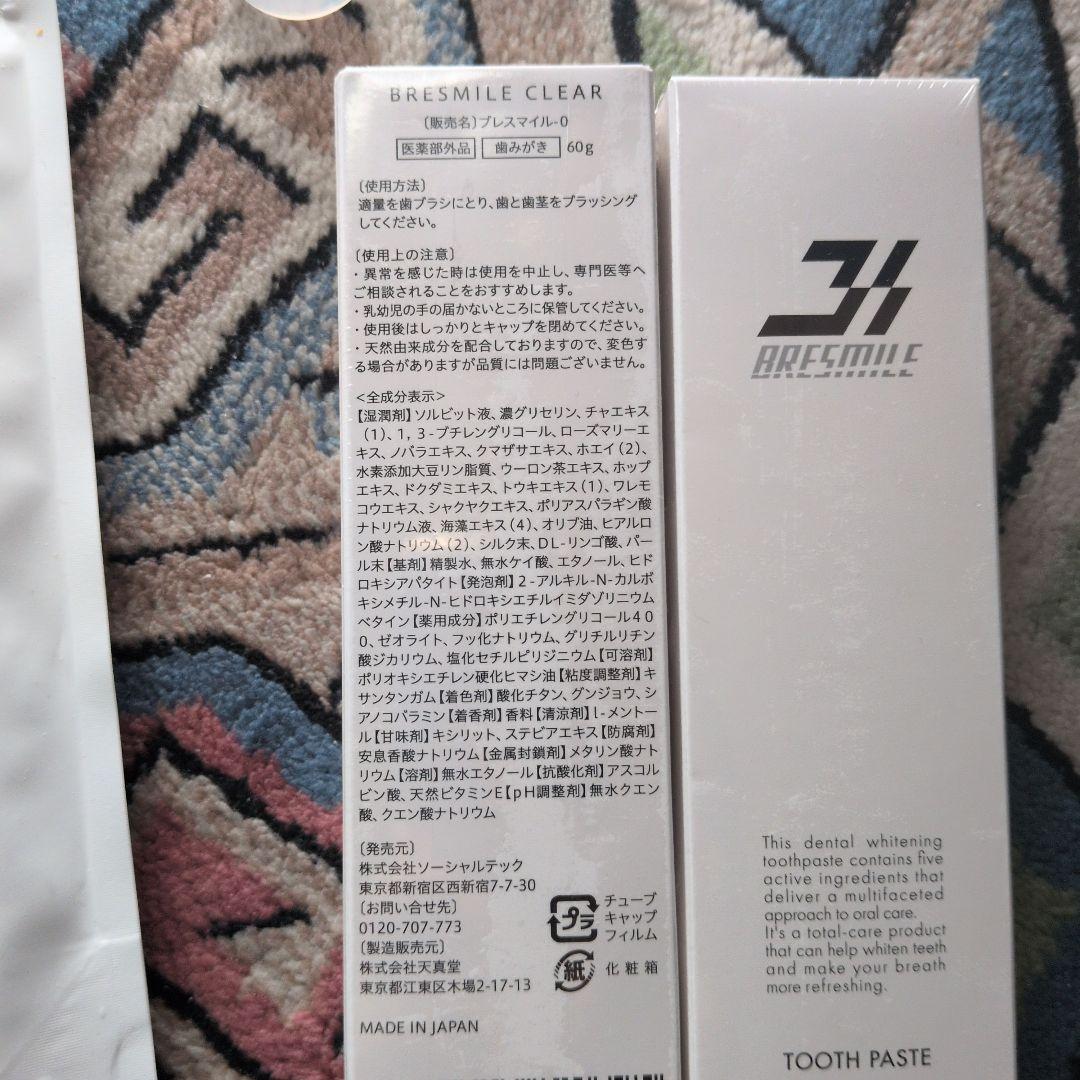 BRESMILE CLEAR
〔販売名〕ブレスマイル-0
医薬部外品 歯みがき 60g
〔使用方法〕
適量を歯ブラシにとり、歯と歯茎をブラッシング
してください。
〔使用上の注意〕
・異常を感じた時は使用を中止し、専門医等へ
ご相談されることをおすすめします。
・乳幼児の手の届かないところに保管してください。
・使用後はしっかりとキャップを閉めてください。
・天然由来成分を配合しておりますので、変色す
る場合がありますが品質には問題ございません。
<全成分表示>
【湿潤剤】ソルビット液、濃グリセリン、チャエキス
(1)、1,3-ブチレングリコール、ローズマリーエ
キス、ノバラエキス、クマザサエキス、ホエイ(2)、
水素添加大豆リン脂質、ウーロン茶エキス、ホップ
エキス、ドクダミエキス、トウキエキス(1)、ワレモ
コウエキス、シャクヤクエキス、ポリアスパラギン酸
ナトリウム液、海藻エキス(4)、オリブ油、ヒアルロ
ン酸ナトリウム(2)、シルク末、DL-リンゴ酸、パー
ル末【基剤】精製水、無水ケイ酸、エタノール、ヒド
ロキシアパタイト【発泡剤】2-アルキル-N-カルボ
キシメチル-N-ヒドロキシエチルイミダゾリニウム
ベタイン【薬用成分】ポリエチレングリコール40
0、ゼオライト、フッ化ナトリウム、グリチルリチン
酸ジカリウム、塩化セチルピリジニウム【可溶剤】
ポリオキシエチレン硬化ヒマシ油【粘度調整剤】キ
サンタンガム【着色剤】酸化チタン、グンジョウ、シ
アノコバラミン【着香剤】香料【清涼剤】l-メントー
ル【甘味剤】キシリット、ステビアエキス【防腐剤】
安息香酸ナトリウム【金属封鎖剤】メタリン酸ナト
リウム【溶剤】無水エタノール【抗酸化剤】アスコル
ビン酸、天然ビタミンE【pH調整剤】無水クエン
酸、クエン酸ナトリウム
〔発売元〕
株式会社ソーシャルテック
東京都新宿区西新宿7-7-30
〔お問い合せ先〕
0120-707-773
〔製造販売元〕
株式会社天真堂
東京都江東区木場2-17-13
プラ
チューブ
キャップ
フィルム
紙 化粧箱
MADE IN JAPAN
BRESMILE
This dental whitening
toothpaste contains five
active ingredients that
deliver a multifaceted
approach to oral care.
It's a total-care product
that can help whiten teeth
and make your breath
more refreshing.
TOOTH PASTE